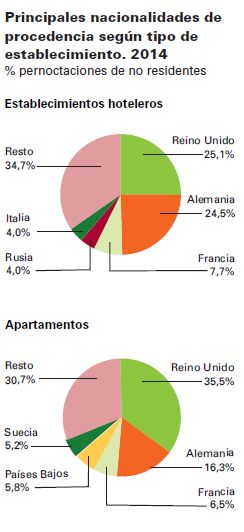 Principales nacionalidades de
procedencia según tipo de
establecimiento. 2014
% pernoctaciones de no residentes
Establecimientos hoteleros
Reino Unido
25,1%
Alemania
24,5%
Francia
7,7%
Rusia
4,0%
Italia
4,0%
Resto
34,7%
Apartamentos
Reino Unido
35,5%
Alemania
16,3%
Francia
6,5%
Países Bajos
5,8%
Suecia
5,2%
Resto
30,7%